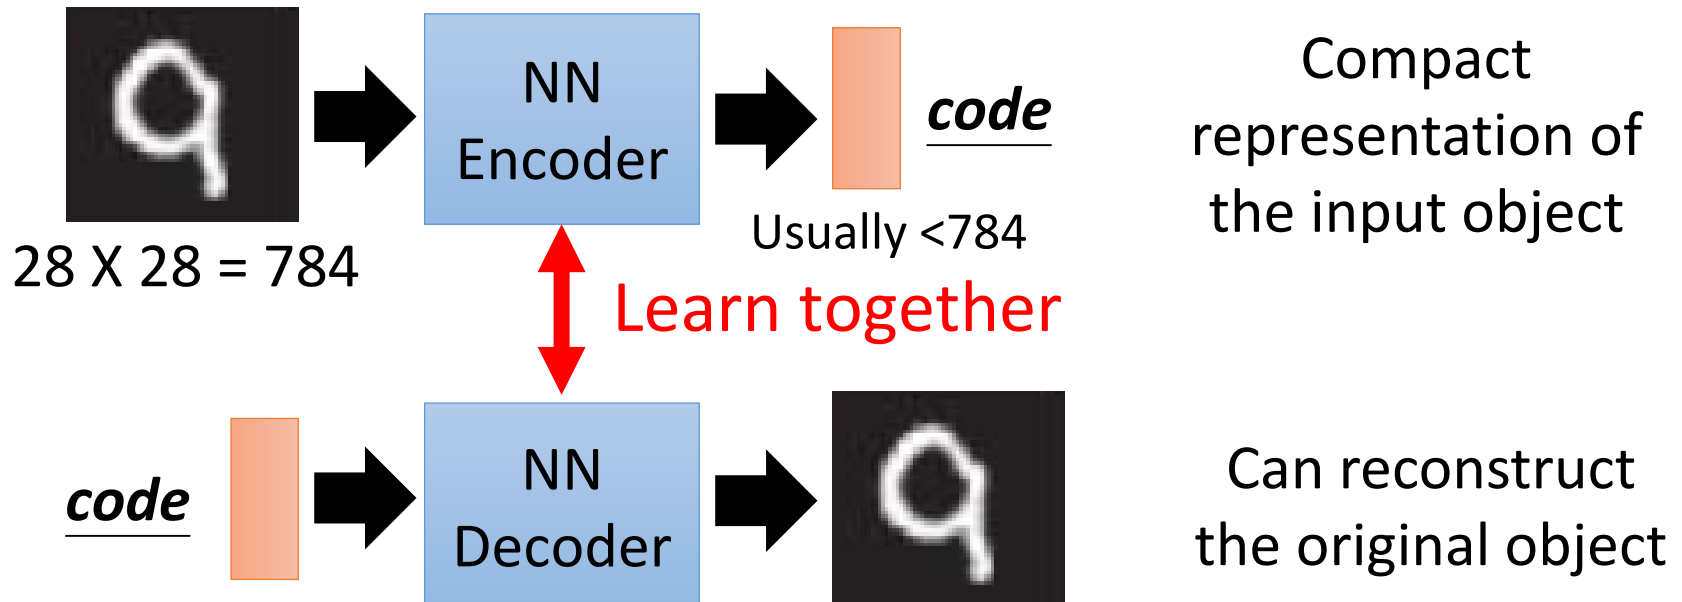 NN
Encoder
code
Compact
representation of
the input object
28 X 28 = 784
Usually <784
Learn together
code
NN
Decoder
Can reconstruct
the original object